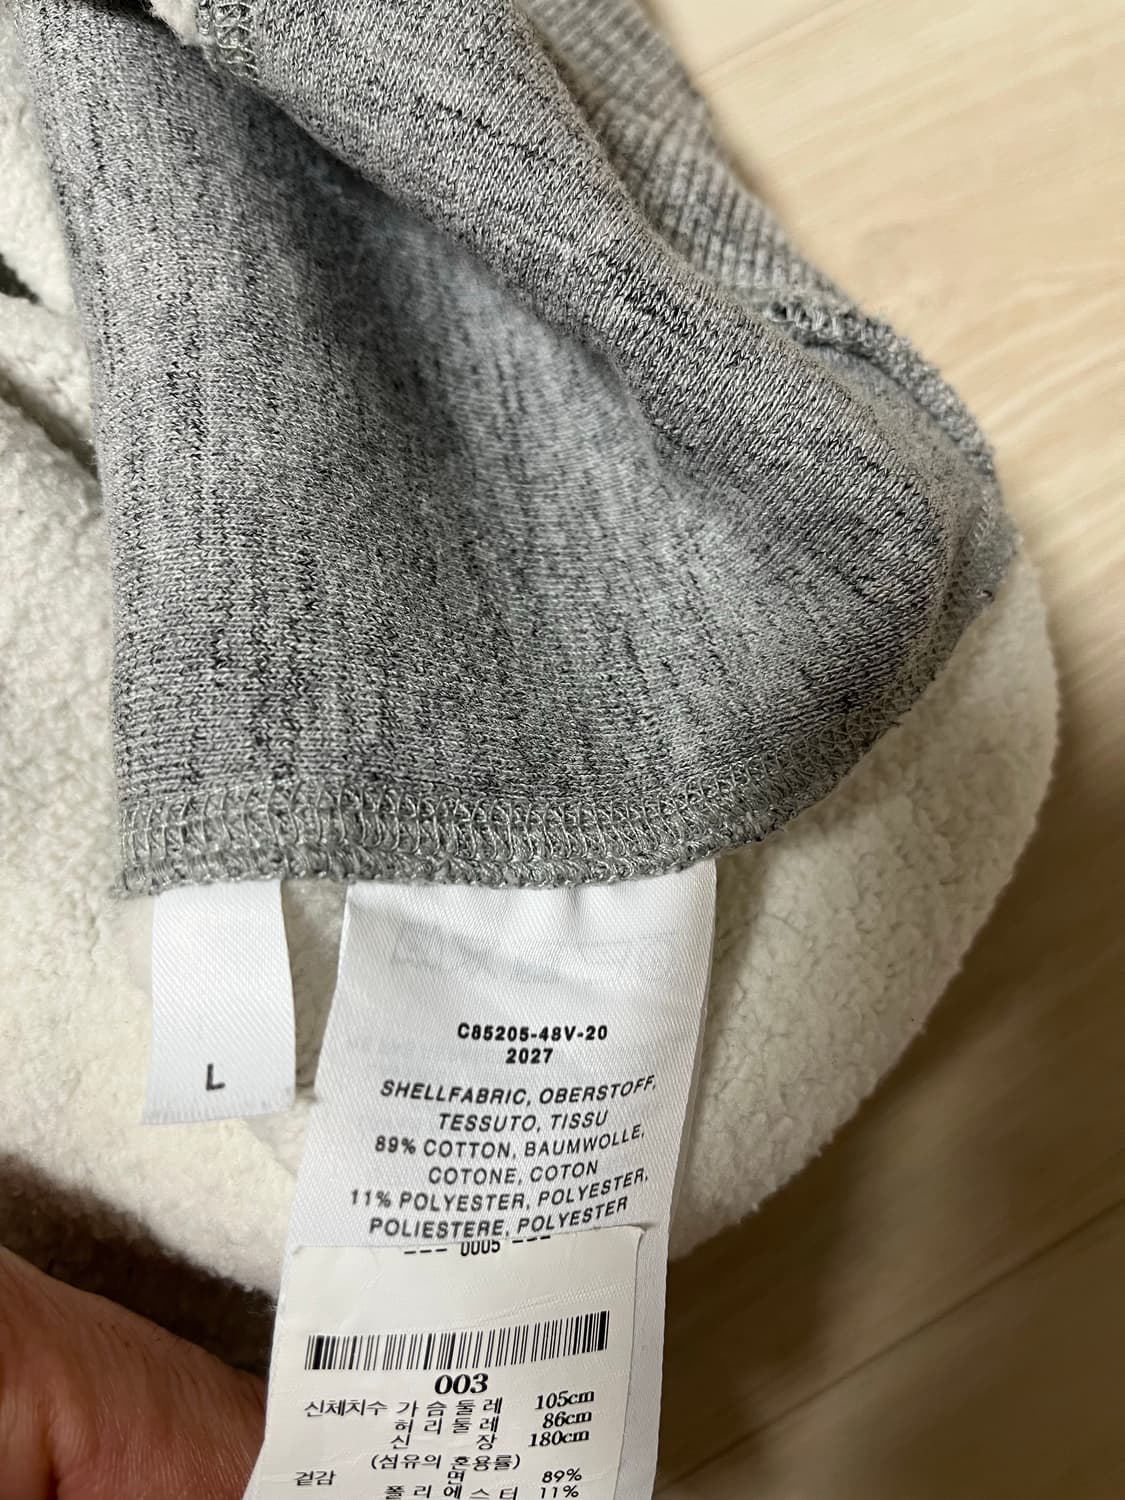 L
C85205-48V-20
2027
SHELLFABRIC, OBERSTOFF,
TESSUTO, TISSU
89% COTTON, BAUMWOLLE,
COTONE, COTON
11% POLYESTER, POLYESTER,
POLIESTERE, POLYESTER
--- 0005 ---
003
신체치수 가 슴 둘 레 105cm
허 리 둘 레 86cm
신 장 180cm
(섬유의 혼용률)
겉감 면 89%
폴 리 에 스 터 11%